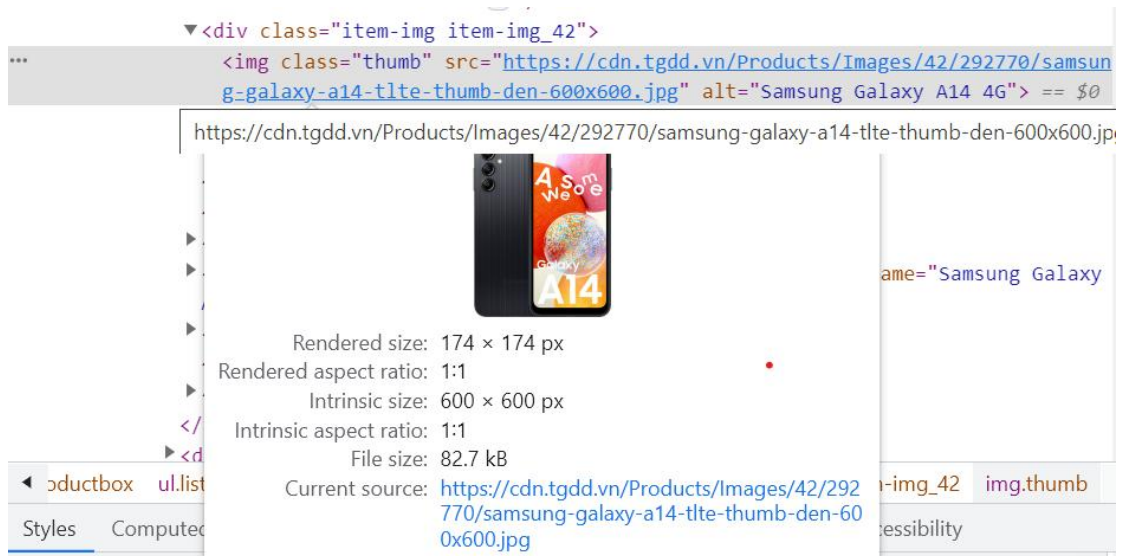 ▼<div class="item-img item-img_42">
<img class="thumb" src="https://cdn.tgdd.vn/Products/Images/42/292770/samsun
g-galaxy-a14-tlte-thumb-den-600x600.jpg" alt="Samsung Galaxy A14 4G"> == $0
https://cdn.tgdd.vn/Products/Images/42/292770/samsung-galaxy-a14-tlte-thumb-den-600x600.jp
Awesome
Galaxy
A14
ame="Samsung Galaxy
Rendered size: 174 × 174 px
Rendered aspect ratio: 1:1
Intrinsic size: 600 × 600 px
Intrinsic aspect ratio: 1:1
</
<d
File size: 82.7 kB
oductbox ul.list -img_42 img.thumb
Current source: https://cdn.tgdd.vn/Products/Images/42/292
770/samsung-galaxy-a14-tlte-thumb-den-60
0x600.jpg
Styles Computed cessibility